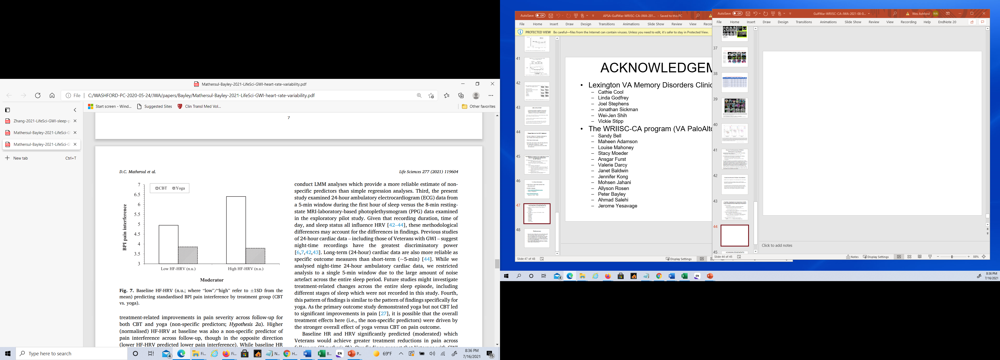 Mathersul-Bayley-2021-LifeSci-GWI-heart-rate-variability.pdf
File
C:/WASHFORD-PC-2020-05-24/JWA/papers/Bayley/Mathersul-Bayley-2021-LifeSci-GWI-heart-rate-variability.pdf
Start screen - Wind...
Suggested Sites
Clin Transl Med Vol...
Other favorites
Zhang-2021-LifeSci-GWI-sleep-p
Mathersul-Bayley-2021-LifeSci-G
Mathersul-Bayley-2021-LifeSci-G
New tab
Ctrl+T
7
D.C. Mathersul et al.
Life Sciences 277 (2021) 119604
7
6.5
6
5.5
5
4.5
4
3.5
3
BPI pain interference
CBT
Yoga
Low HF-HRV (n.u.)
High HF-HRV (n.u.)
Moderator
Fig. 7. Baseline HF-HRV (n.u.; where “low”/“high” refer to ±1SD from the
mean) predicting standardised BPI pain interference by treatment group (CBT
vs. yoga).
treatment-related improvements in pain severity across follow-up for
both CBT and yoga (non-specific predictors; Hypothesis 2a). Higher
(normalised) HF-HRV at baseline was also a non-specific predictor of
pain interference across follow-up, though in the opposite direction
(lower HF-HRV predicted lower pain interference). While baseline HR
conduct LMM analyses which provide a more reliable estimate of non-
specific predictors than simple regression analyses. Third, the present
study examined 24-hour ambulatory electrocardiogram (ECG) data from
a 5-min window during the first hour of sleep versus the 8-min resting-
state MRI-laboratory-based photoplethysmogram (PPG) data examined
in the exploratory pilot study. Given that recording duration, time of
day, and sleep status all influence HRV [42–44], these methodological
differences may account for the differences in findings. Previous studies
of 24-hour cardiac data – including those of Veterans with GWI – suggest
night-time recordings have the greatest discriminatory power
[6,7,42,43]. Long-term (24-hour) cardiac data are also more reliable as
specific outcome measures than short-term (~5-min) [44]. While we
analysed night-time 24-hour ambulatory cardiac data, we restricted
analysis to a single 5-min window due to the large amount of noise
artefact across the entire sleep period. Future studies might investigate
treatment-related changes across the entire sleep episode, including
different stages of sleep which were not recorded in this study. Fourth,
this pattern of findings is similar to the pattern of findings specifically for
yoga. As the primary outcome study demonstrated yoga but not CBT led
to significant improvements in pain [27], it is possible that the overall
treatment effects here (i.e., the non-specific predictors) were driven by
the stronger overall effect of yoga versus CBT on pain outcome.
Baseline HR and HRV significantly predicted (moderated) which
Veterans would achieve greater treatment reductions in pain across
Type here to search
4
Fi...
Fi...
N...
H...
B...
EN
P...
69°F
8:36 PM
7/16/2021
15
AutoSave Off
APSA-GulfWar-WRIISC-CA-JWA-201... - Saved to this PC
File Home Insert Draw Design Transitions Animations Slide Show Review View Recor
PROTECTED VIEW Be careful—files from the Internet can contain viruses. Unless you need to edit, it's safer to stay in Protected View.
41
42
43
44
45
46
47
ACKNOWLEDGEMENTS
48
References
ACKNOWLEDGEM
• Lexington VA Memory Disorders Clinic
– Cathie Cool
– Linda Godfrey
– Joel Stephens
– Jonathan Sickman
– Wei-Jen Shih
– Vickie Stipp
• The WRIISC-CA program (VA PaloAlto
– Sandy Bell
– Maheen Adamson
– Louise Mahoney
– Stacy Moeder
– Ansgar Furst
– Valerie Darcy
– Janet Baldwin
– Jennifer Kong
– Mohsen Jahani
– Allyson Rosen
– Peter Bayley
– Ahmad Salehi
– Jerome Yesavage
Slide 47 of 48
Display Settings
AutoSave Off
GulfWar-WRIISC-CA-JWA-2021-08-0...
Wes Ashford
WA
File Home Insert Draw Design Transitions Animations Slide Show Review View Recording Help EndNote 20
37
38
39
40
41
42
43
44
45
ACKNOWLEDGEMENTS
Click to add notes
Slide 44 of 45
Notes
Display Settings
88%
4
EN
8:36 PM
7/16/2021